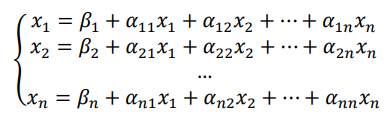 x₁ = β₁ + α₁₁x₁ + α₁₂x₂ + ⋯ + α₁ₙxₙ
x₂ = β₂ + α₂₁x₁ + α₂₂x₂ + ⋯ + α₂ₙxₙ
...
xₙ = βₙ + αₙ₁x₁ + αₙ₂x₂ + ⋯ + αₙₙxₙ